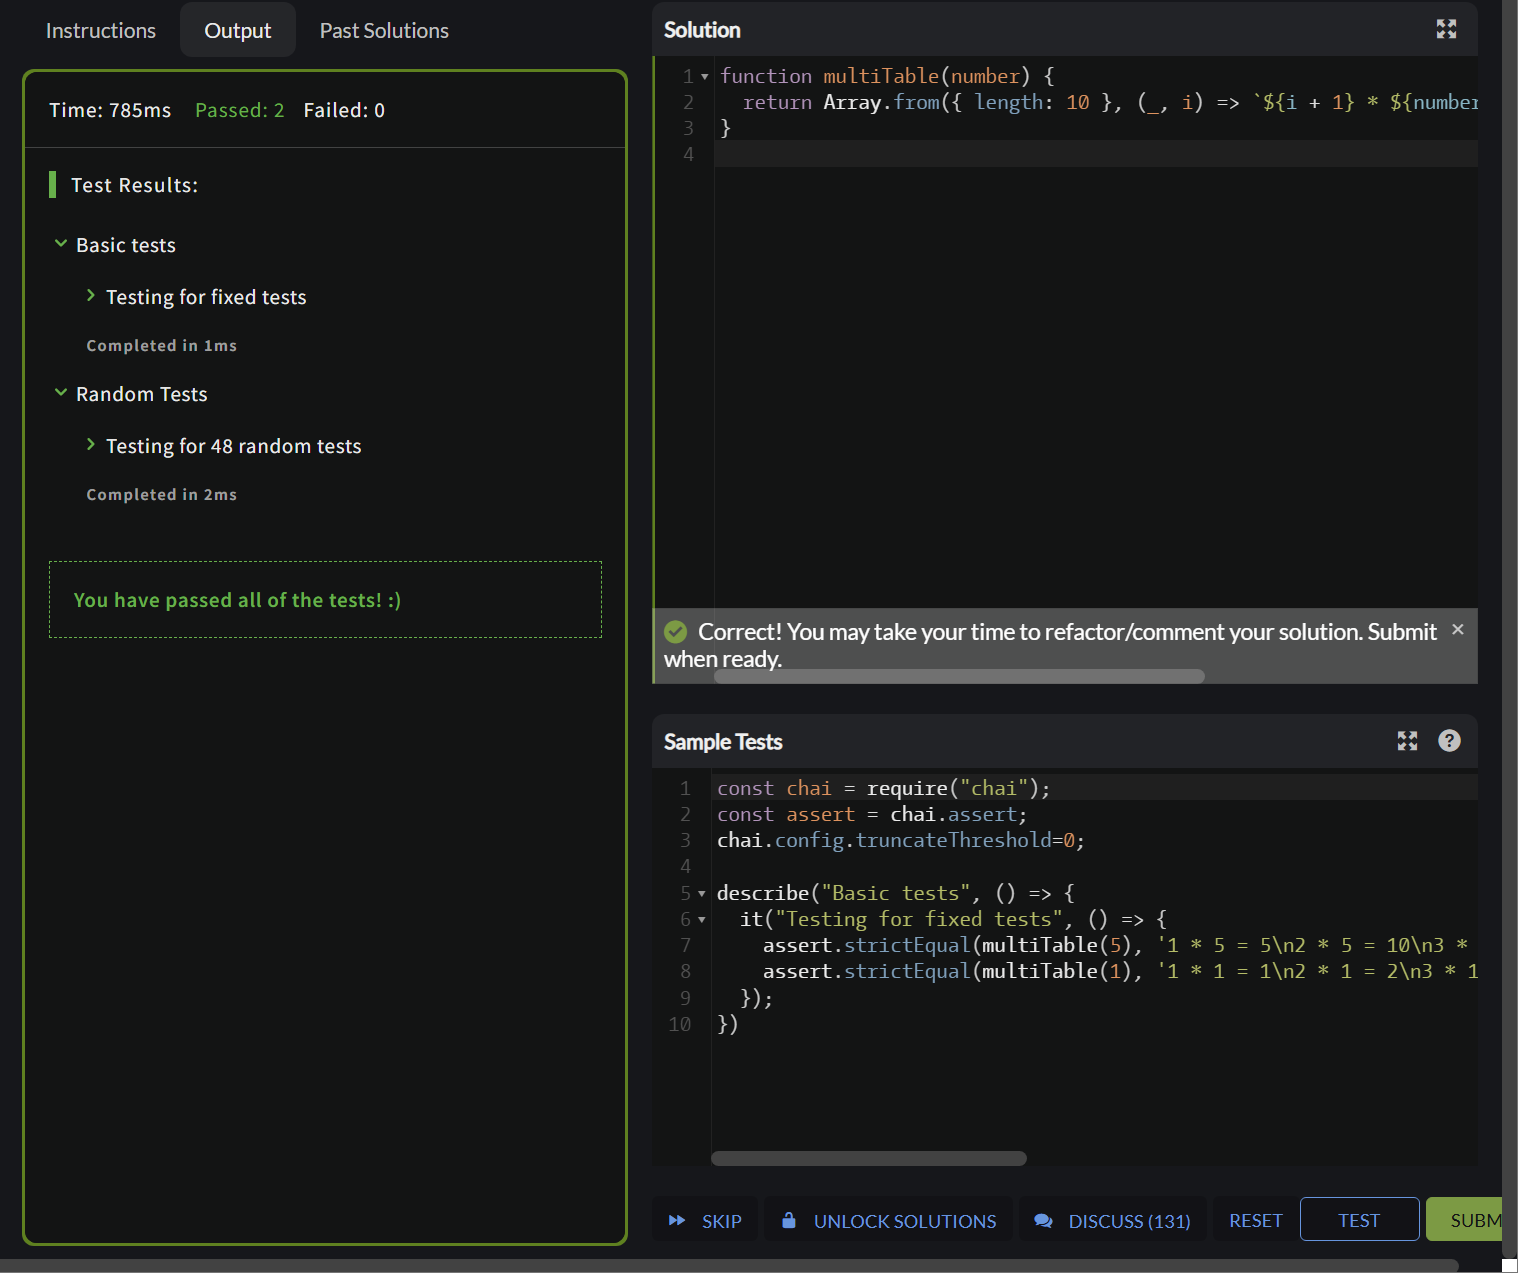 Instructions
Output
Past Solutions
Time: 785ms Passed: 2 Failed: 0
Test Results:
Basic tests
Testing for fixed tests
Completed in 1ms
Random Tests
Testing for 48 random tests
Completed in 2ms
You have passed all of the tests! :)
Solution
1 function multiTable(number) {
2 return Array.from({ length: 10 }, (_, i) => `${i + 1} * ${number
3 }
4
Correct! You may take your time to refactor/comment your solution. Submit
when ready.
Sample Tests
1 const chai = require("chai");
2 const assert = chai.assert;
3 chai.config.truncateThreshold=0;
4
5 describe("Basic tests", () => {
6 it("Testing for fixed tests", () => {
7 assert.strictEqual(multiTable(5), '1 * 5 = 5\n2 * 5 = 10\n3 *
8 assert.strictEqual(multiTable(1), '1 * 1 = 1\n2 * 1 = 2\n3 * 1
9 });
10 })
SKIP
UNLOCK SOLUTIONS
DISCUSS (131)
RESET
TEST
SUBM